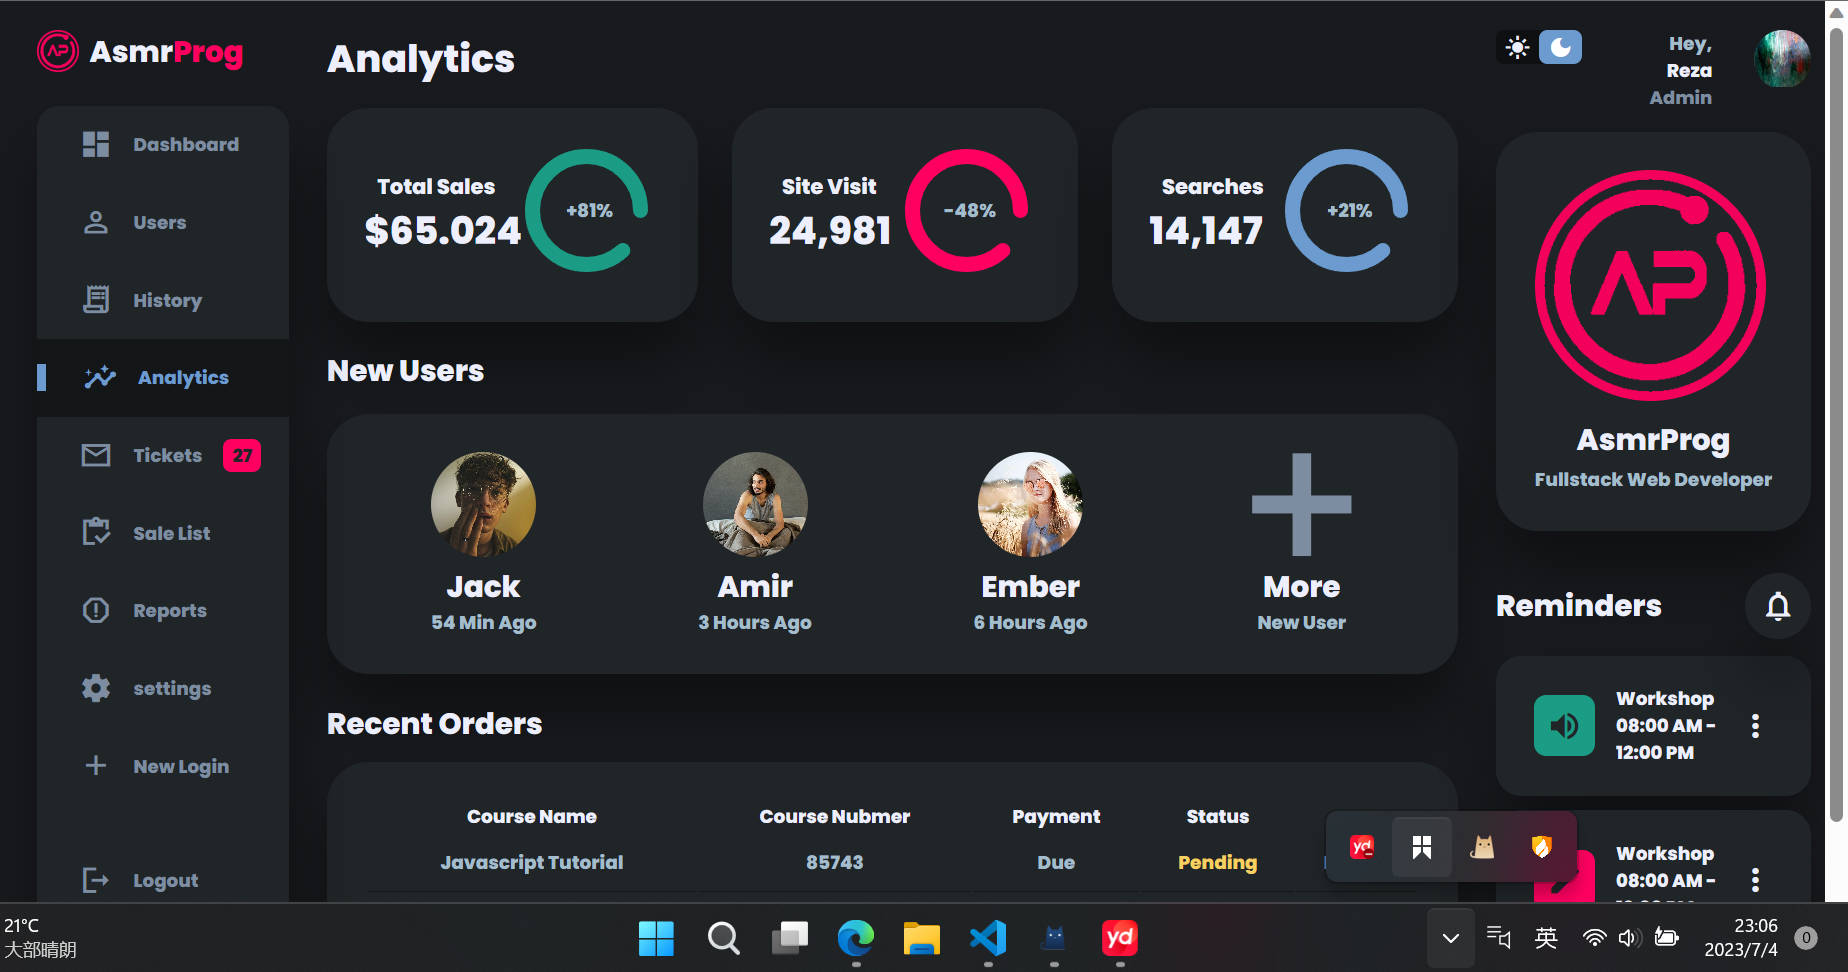 AsmrProg
Dashboard
Users
History
Analytics
Tickets 27
Sale List
Reports
settings
New Login
Logout
Analytics
Total Sales
$65.024
+81%
Site Visit
24,981
-48%
Searches
14,147
+21%
New Users
Jack
54 Min Ago
Amir
3 Hours Ago
Ember
6 Hours Ago
More
New User
Recent Orders
Course Name Course Nubmer Payment Status
Javascript Tutorial 85743 Due Pending
Hey,
Reza
Admin
AP
AsmrProg
Fullstack Web Developer
Reminders
Workshop
08:00 AM -
12:00 PM
Workshop
08:00 AM -
yd
21°C
大部晴朗
yd
英
23:06
2023/7/4
0